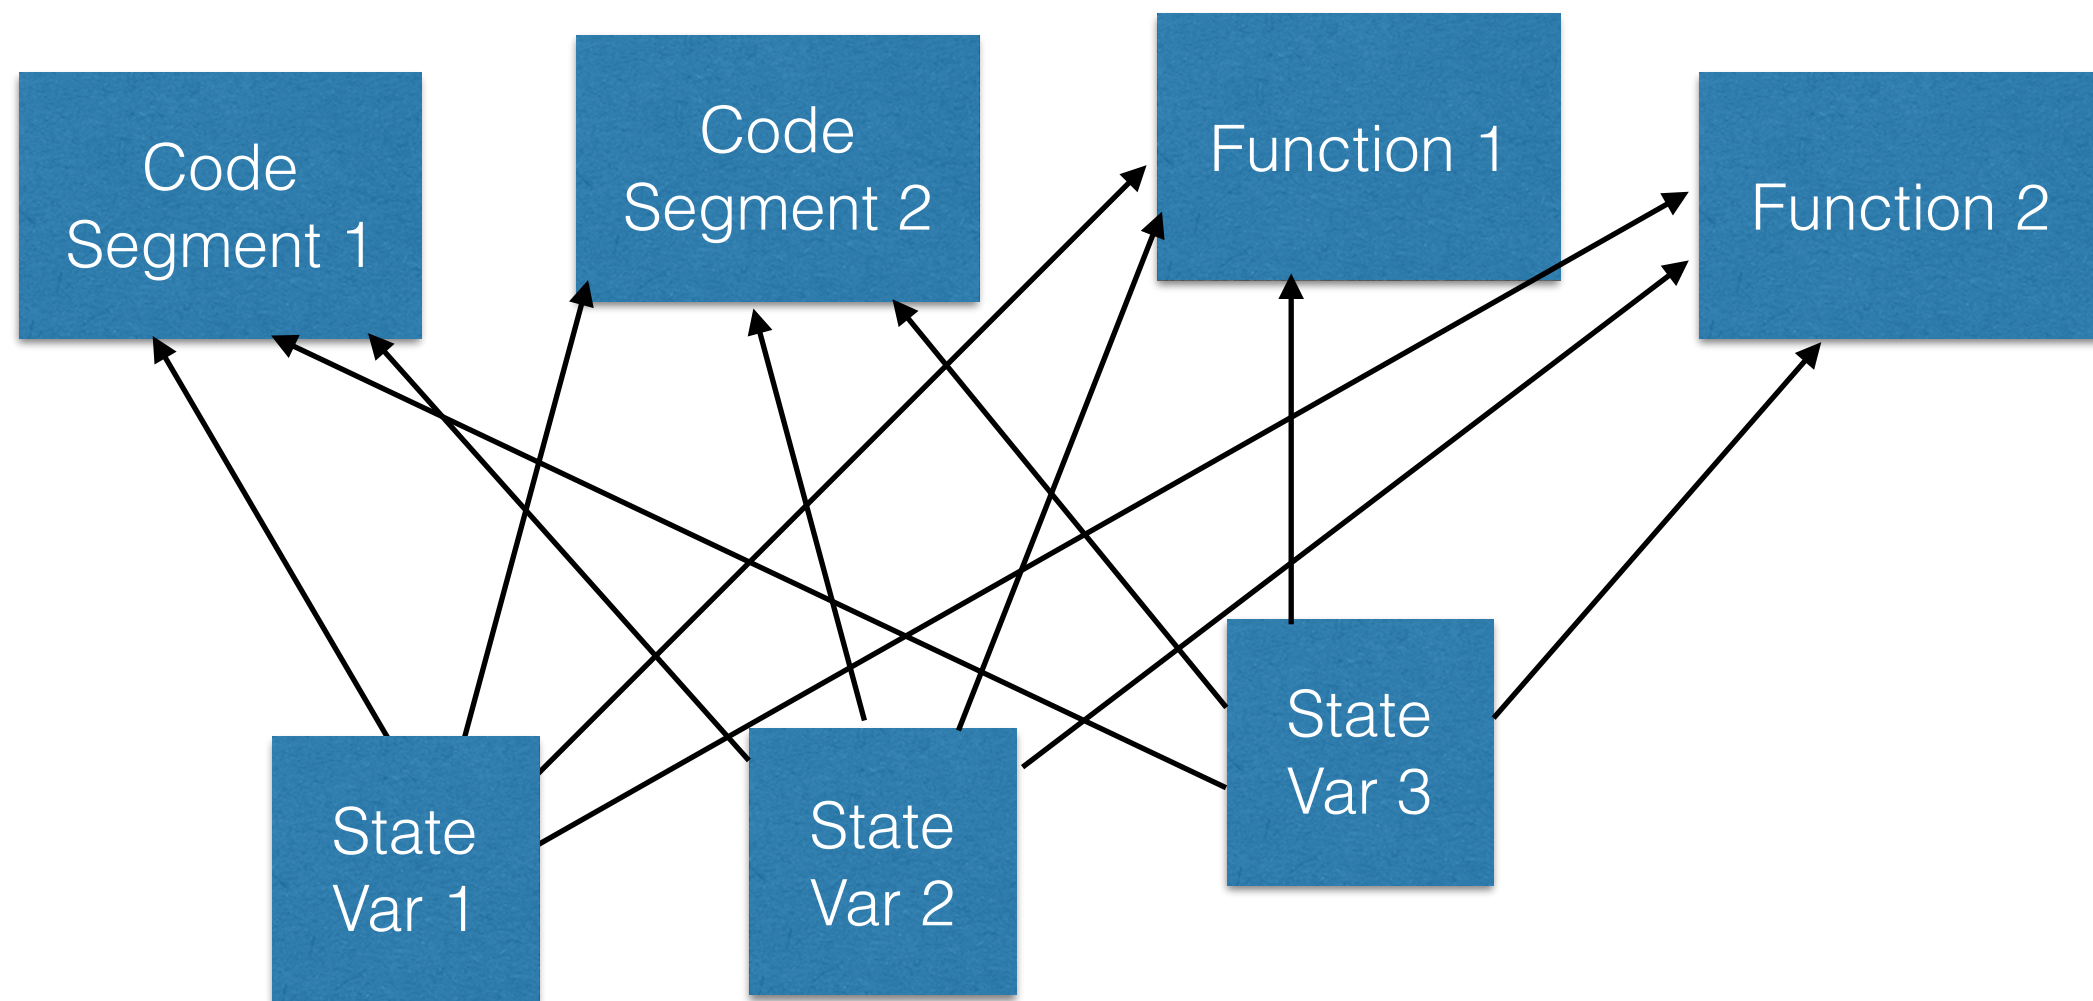 Code
Segment 1
Code
Segment 2
Function 1
Function 2
State
Var 1
State
Var 2
State
Var 3